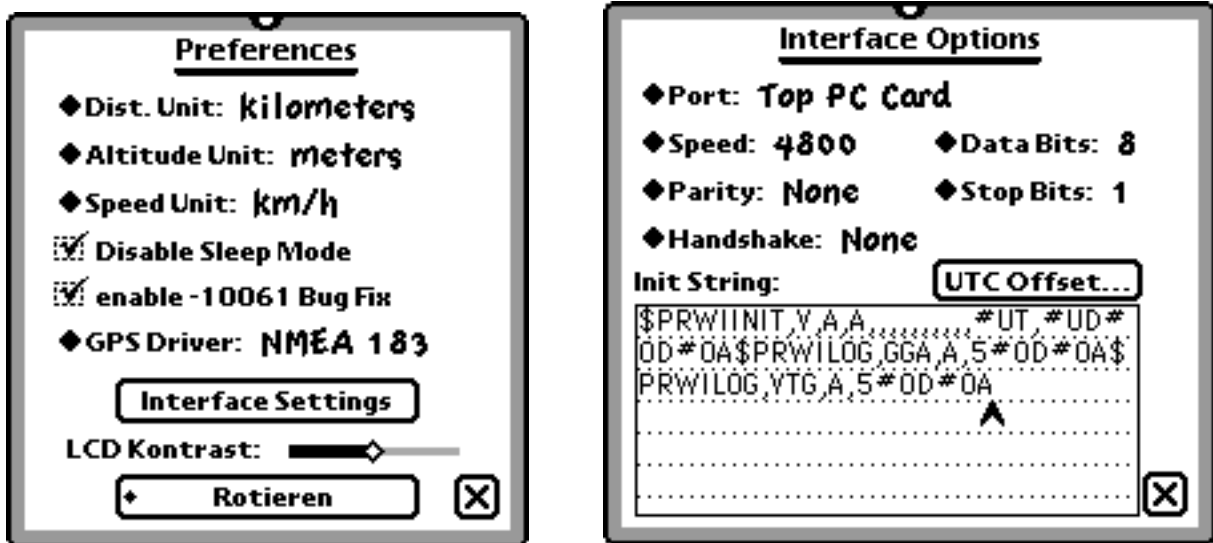 Preferences
◆Dist. Unit: kilometers
◆Altitude Unit: meters
◆Speed Unit: km/h
Disable Sleep Mode
enable -10061 Bug Fix
◆GPS Driver: NMEA 183
Interface Settings
LCD Kontrast:
Rotieren
Interface Options
◆Port: Top PC Card
◆Speed: 4800 ◆Data Bits: 8
◆Parity: None ◆Stop Bits: 1
◆Handshake: None
Init String: UTC Offset...
$PRWIINIT,V,A,A,,,,,,,,,,#UT,#UD#
0D#0A$PRWILOG,GGA,A,5#0D#0A$
PRWILOG,VTG,A,5#0D#0A